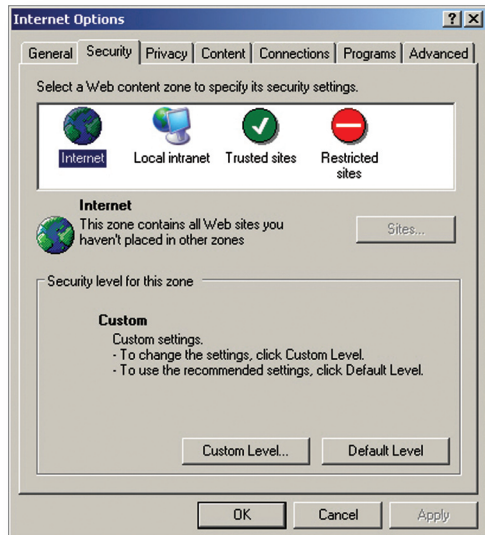 Internet Options
? X
General Security Privacy Content Connections Programs Advanced
Select a Web content zone to specify its security settings.
Internet Local intranet Trusted sites Restricted
sites
Internet
This zone contains all Web sites you
haven't placed in other zones
Sites...
Security level for this zone
Custom
Custom settings.
- To change the settings, click Custom Level.
- To use the recommended settings, click Default Level.
Custom Level... Default Level
OK Cancel Apply